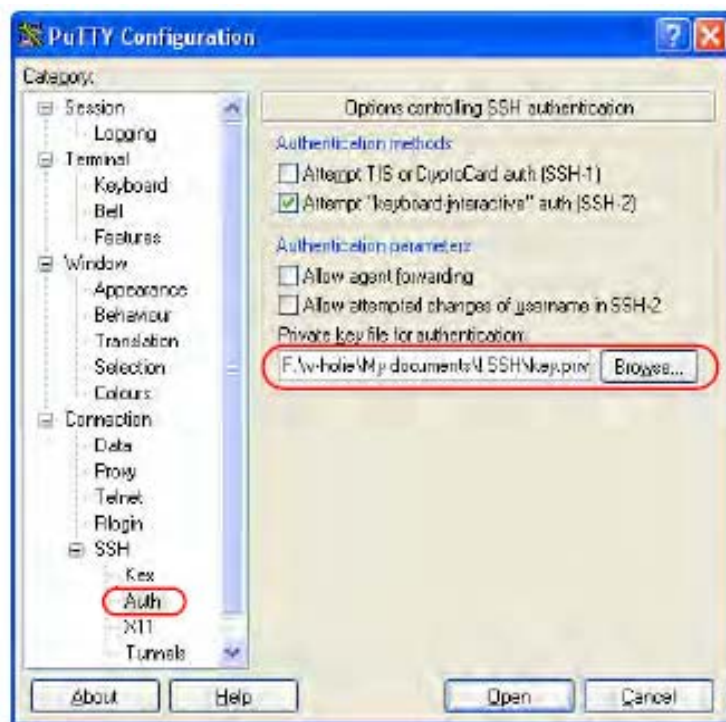 PuTTY Configuration
Category:
Session
Logging
Terminal
Keyboard
Bell
Features
Window
Appearance
Behaviour
Translation
Selection
Colours
Connection
Data
Proxy
Telnet
Rlogin
SSH
Kex
Auth
X11
Tunnels
Options controlling SSH authentication
Authentication methods
Attempt TIS or CryptoCard auth (SSH-1)
Attempt "keyboard-interactive" auth (SSH-2)
Authentication parameters
Allow agent forwarding
Allow attempted changes of username in SSH-2
Private key file for authentication:
Browse...
About
Help
Open
Cancel